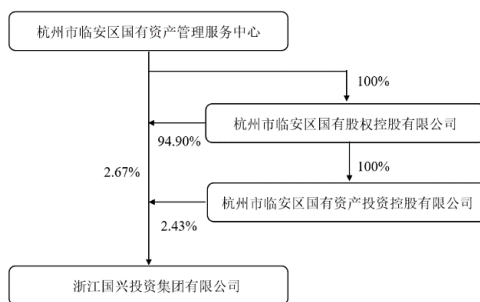 杭州市临安区国有资产管理服务中心
100%
杭州市临安区国有股权控股有限公司
94.90%
100%
2.67%
杭州市临安区国有资产投资控股有限公司
2.43%
浙江国兴投资集团有限公司